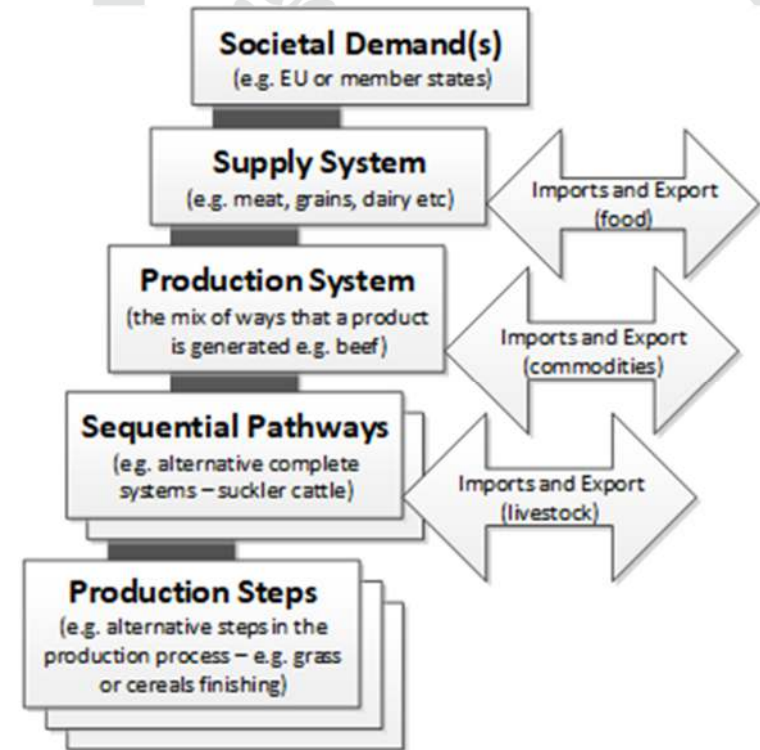 Societal Demand(s)
(e.g. EU or member states)
Supply System
(e.g. meat, grains, dairy etc)
Imports and Export
(food)
Production System
(the mix of ways that a product
is generated e.g. beef)
Imports and Export
(commodities)
Sequential Pathways
(e.g. alternative complete
systems – suckler cattle)
Imports and Export
(livestock)
Production Steps
(e.g. alternative steps in the
production process – e.g. grass
or cereals finishing)